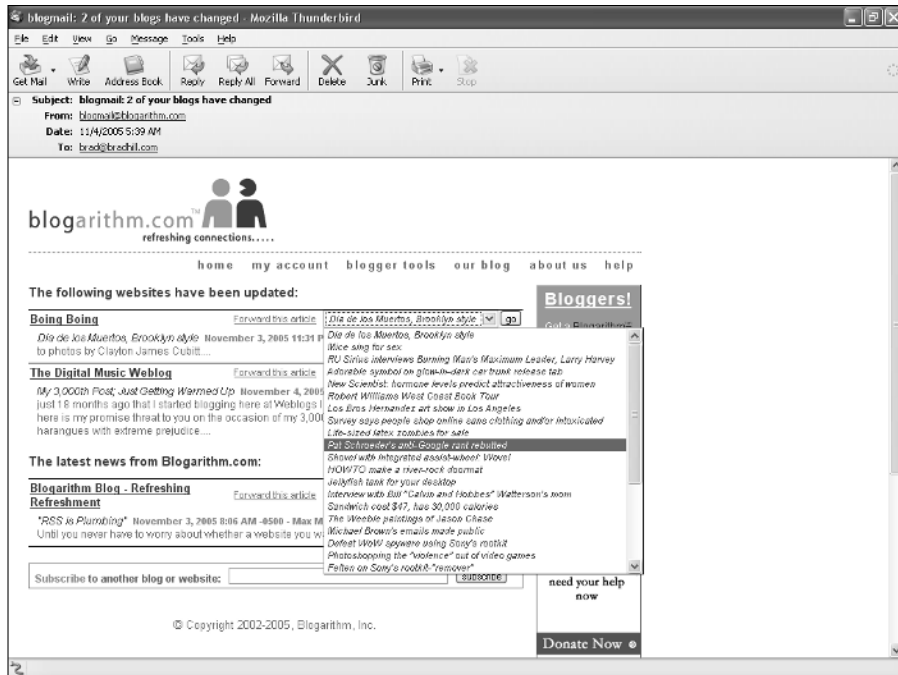 blogmail: 2 of your blogs have changed - Mozilla Thunderbird
File Edit View Go Message Tools Help
Get Mail Write Address Book Reply Reply All Forward Delete Junk Print Stop
Subject: blogmail: 2 of your blogs have changed
From: blogmail@blogarithm.com
Date: 11/4/2005 5:39 AM
To: brad@bradhill.com
blogarithm.com™
refreshing connections.....
home my account blogger tools our blog about us help
The following websites have been updated:
Bloggers!
Boing Boing Forward this article Dia de los Muertos, Brooklyn style go
Got a Blogarithm
Dia de los Muertos, Brooklyn style November 3, 2005 11:31 P
to photos by Clayton James Cubitt....
The Digital Music Weblog Forward this article
My 3,000th Post; Just Getting Warmed Up November 4, 2005
just 18 months ago that I started blogging here at Weblogs I
here is my promise threat to you on the occasion of my 3,00
harangues with extreme prejudice....
Dia de los Muertos, Brooklyn style
Mice sing for sex
RU Sirius interviews Burning Man's Maximum Leader, Larry Harvey
Adorable symbol on glow-in-dark car trunk release tab
New Scientist: hormone levels predict attractiveness of women
Robert Williams West Coast Book Tour
Los Bros Hernandez art show in Los Angeles
Survey says people shop online sans clothing and/or intoxicated
Life-sized latex zombies for sale
Pat Schroeder's anti-Google rant rebutted
Shovel with integrated assist-wheel: Wovel
HOWTO make a river-rock doormat
Jellyfish tank for your desktop
Interview with Bill "Calvin and Hobbes" Watterson's mom
Sandwich cost $47, has 30,000 calories
The Weeble paintings of Jason Chase
Michael Brown's emails made public
Defeat WoW spyware using Sony's rootkit
Photoshopping the "violence" out of video games
Felten on Sony's rootkit-"remover"
The latest news from Blogarithm.com:
Blogarithm Blog - Refreshing
Refreshment Forward this article
"RSS is Plumbing" November 3, 2005 8:06 AM -0500 - Max M
Until you never have to worry about whether a website you w
Subscribe to another blog or website: subscribe
need your help
now
© Copyright 2002-2005, Blogarithm, Inc.
Donate Now